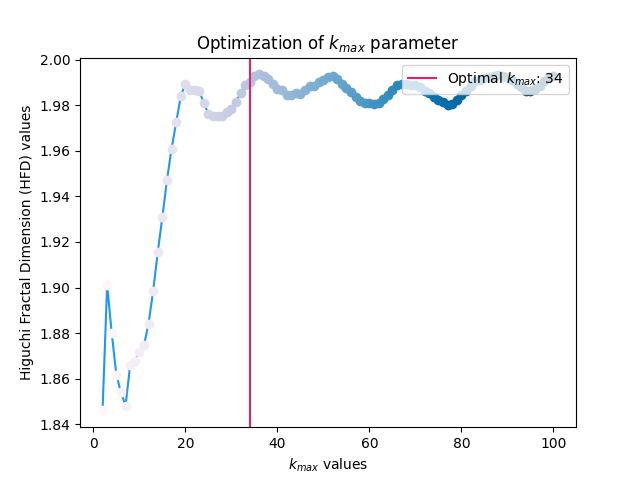 Optimization of k_max parameter
Optimal k_max: 34
Higuchi Fractal Dimension (HFD) values
2.00
1.98
1.96
1.94
1.92
1.90
1.88
1.86
1.84
0 20 40 60 80 100
k_max values